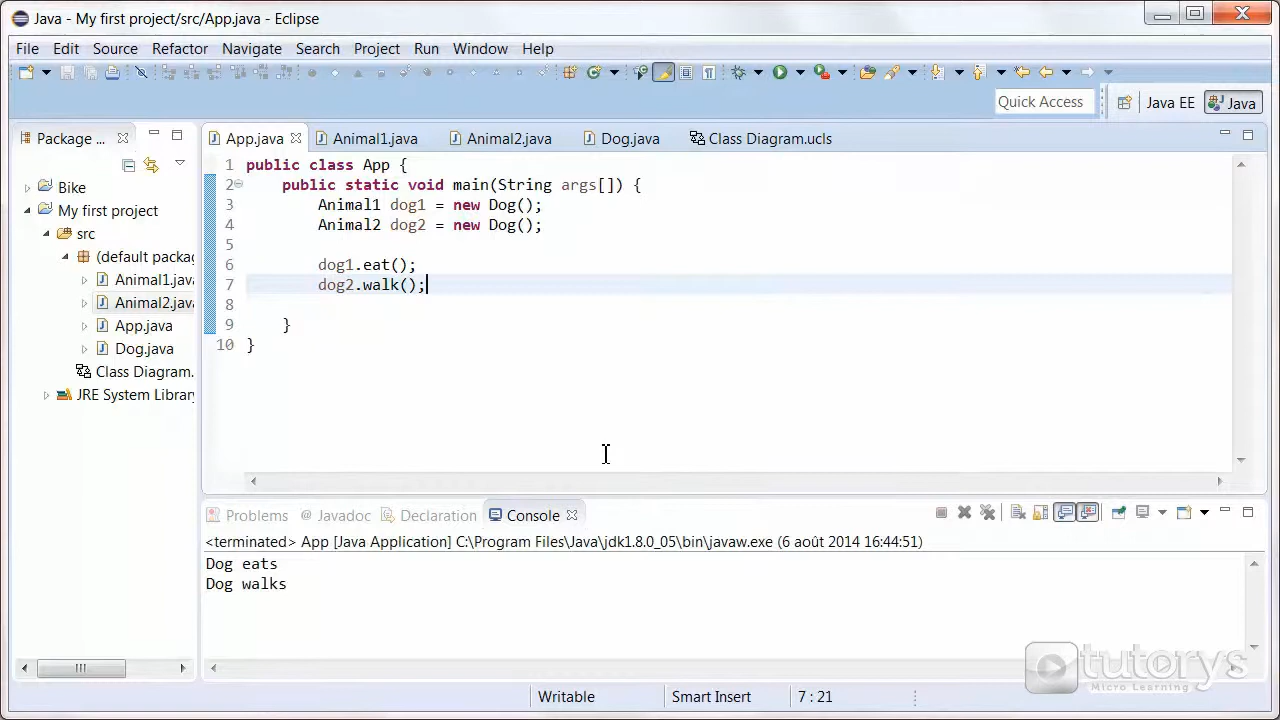 Java - My first project/src/App.java - Eclipse
File Edit Source Refactor Navigate Search Project Run Window Help
Quick Access Java EE Java
Package ...
App.java Animal1.java Animal2.java Dog.java Class Diagram.ucls
Bike
My first project
src
(default packa
Animal1.java
Animal2.java
App.java
Dog.java
Class Diagram.
JRE System Library
1 public class App {
2 public static void main(String args[]) {
3 Animal1 dog1 = new Dog();
4 Animal2 dog2 = new Dog();
5
6 dog1.eat();
7 dog2.walk();
8
9 }
10 }
Problems @ Javadoc Declaration Console
<terminated> App [Java Application] C:\Program Files\Java\jdk1.8.0_05\bin\javaw.exe (6 août 2014 16:44:51)
Dog eats
Dog walks
tutorys
Micro Learning
Writable Smart Insert 7 : 21